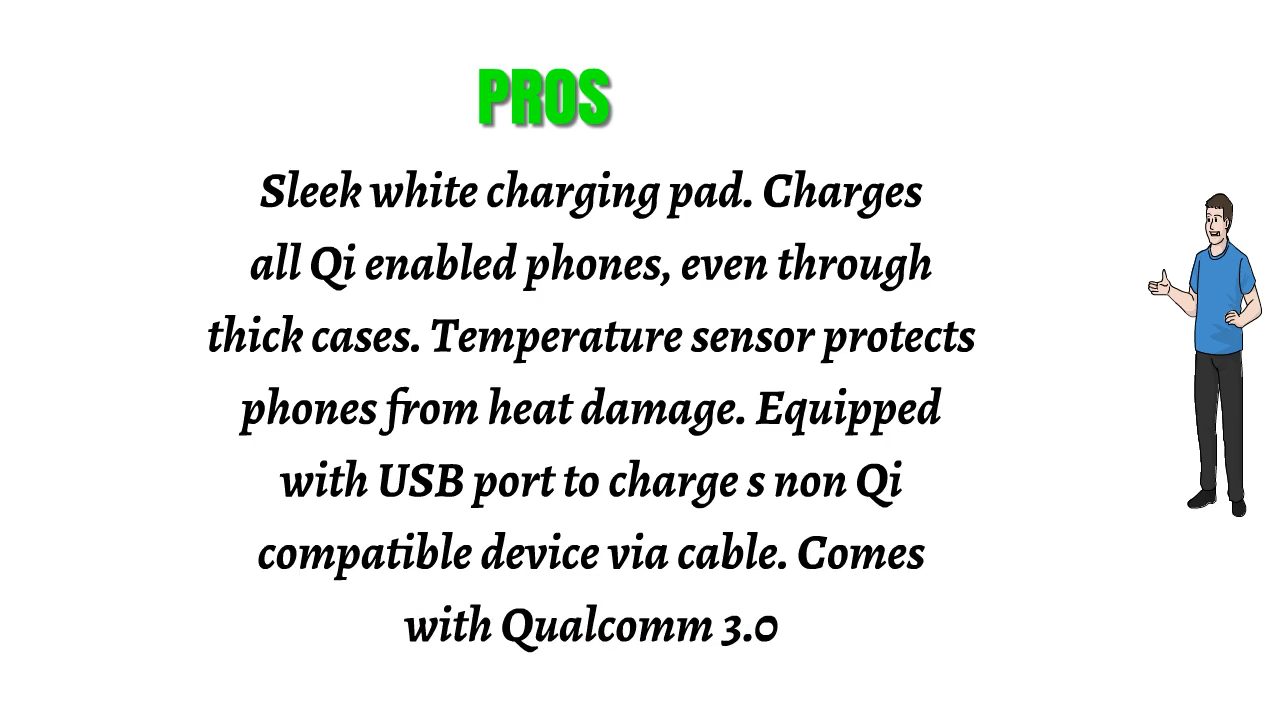 PROS
Sleek white charging pad. Charges
all Qi enabled phones, even through
thick cases. Temperature sensor protects
phones from heat damage. Equipped
with USB port to charge s non Qi
compatible device via cable. Comes
with Qualcomm 3.0